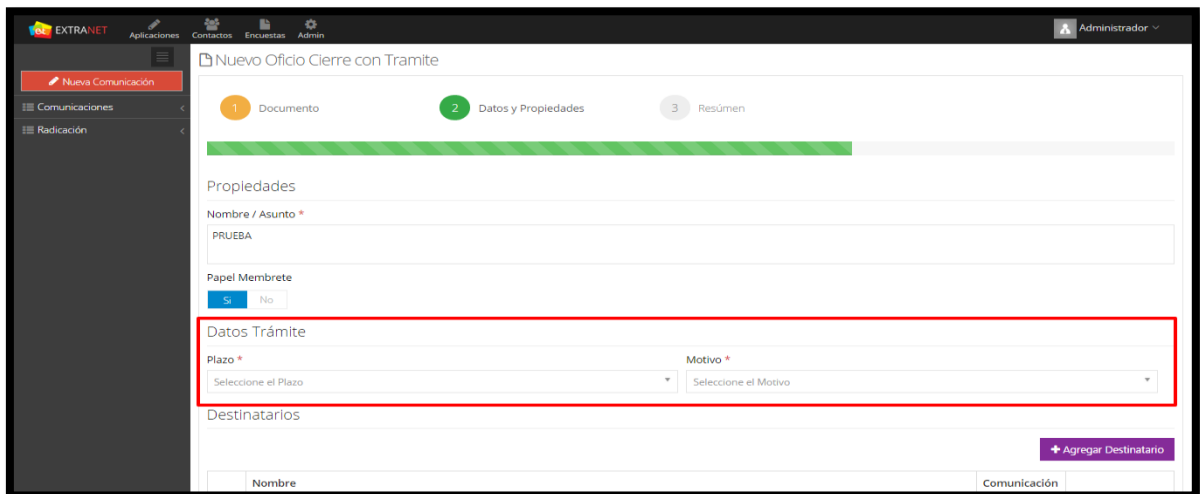 EXTRANET
Aplicaciones Contactos Encuestas Admin
Administrador
Nueva Comunicación
Comunicaciones
Radicación
Nuevo Oficio Cierre con Tramite
1 Documento
2 Datos y Propiedades
3 Resúmen
Propiedades
Nombre / Asunto *
PRUEBA
Papel Membrete
Si No
Datos Trámite
Plazo * Motivo *
Seleccione el Plazo Seleccione el Motivo
Destinatarios
+ Agregar Destinatario
Nombre Comunicación